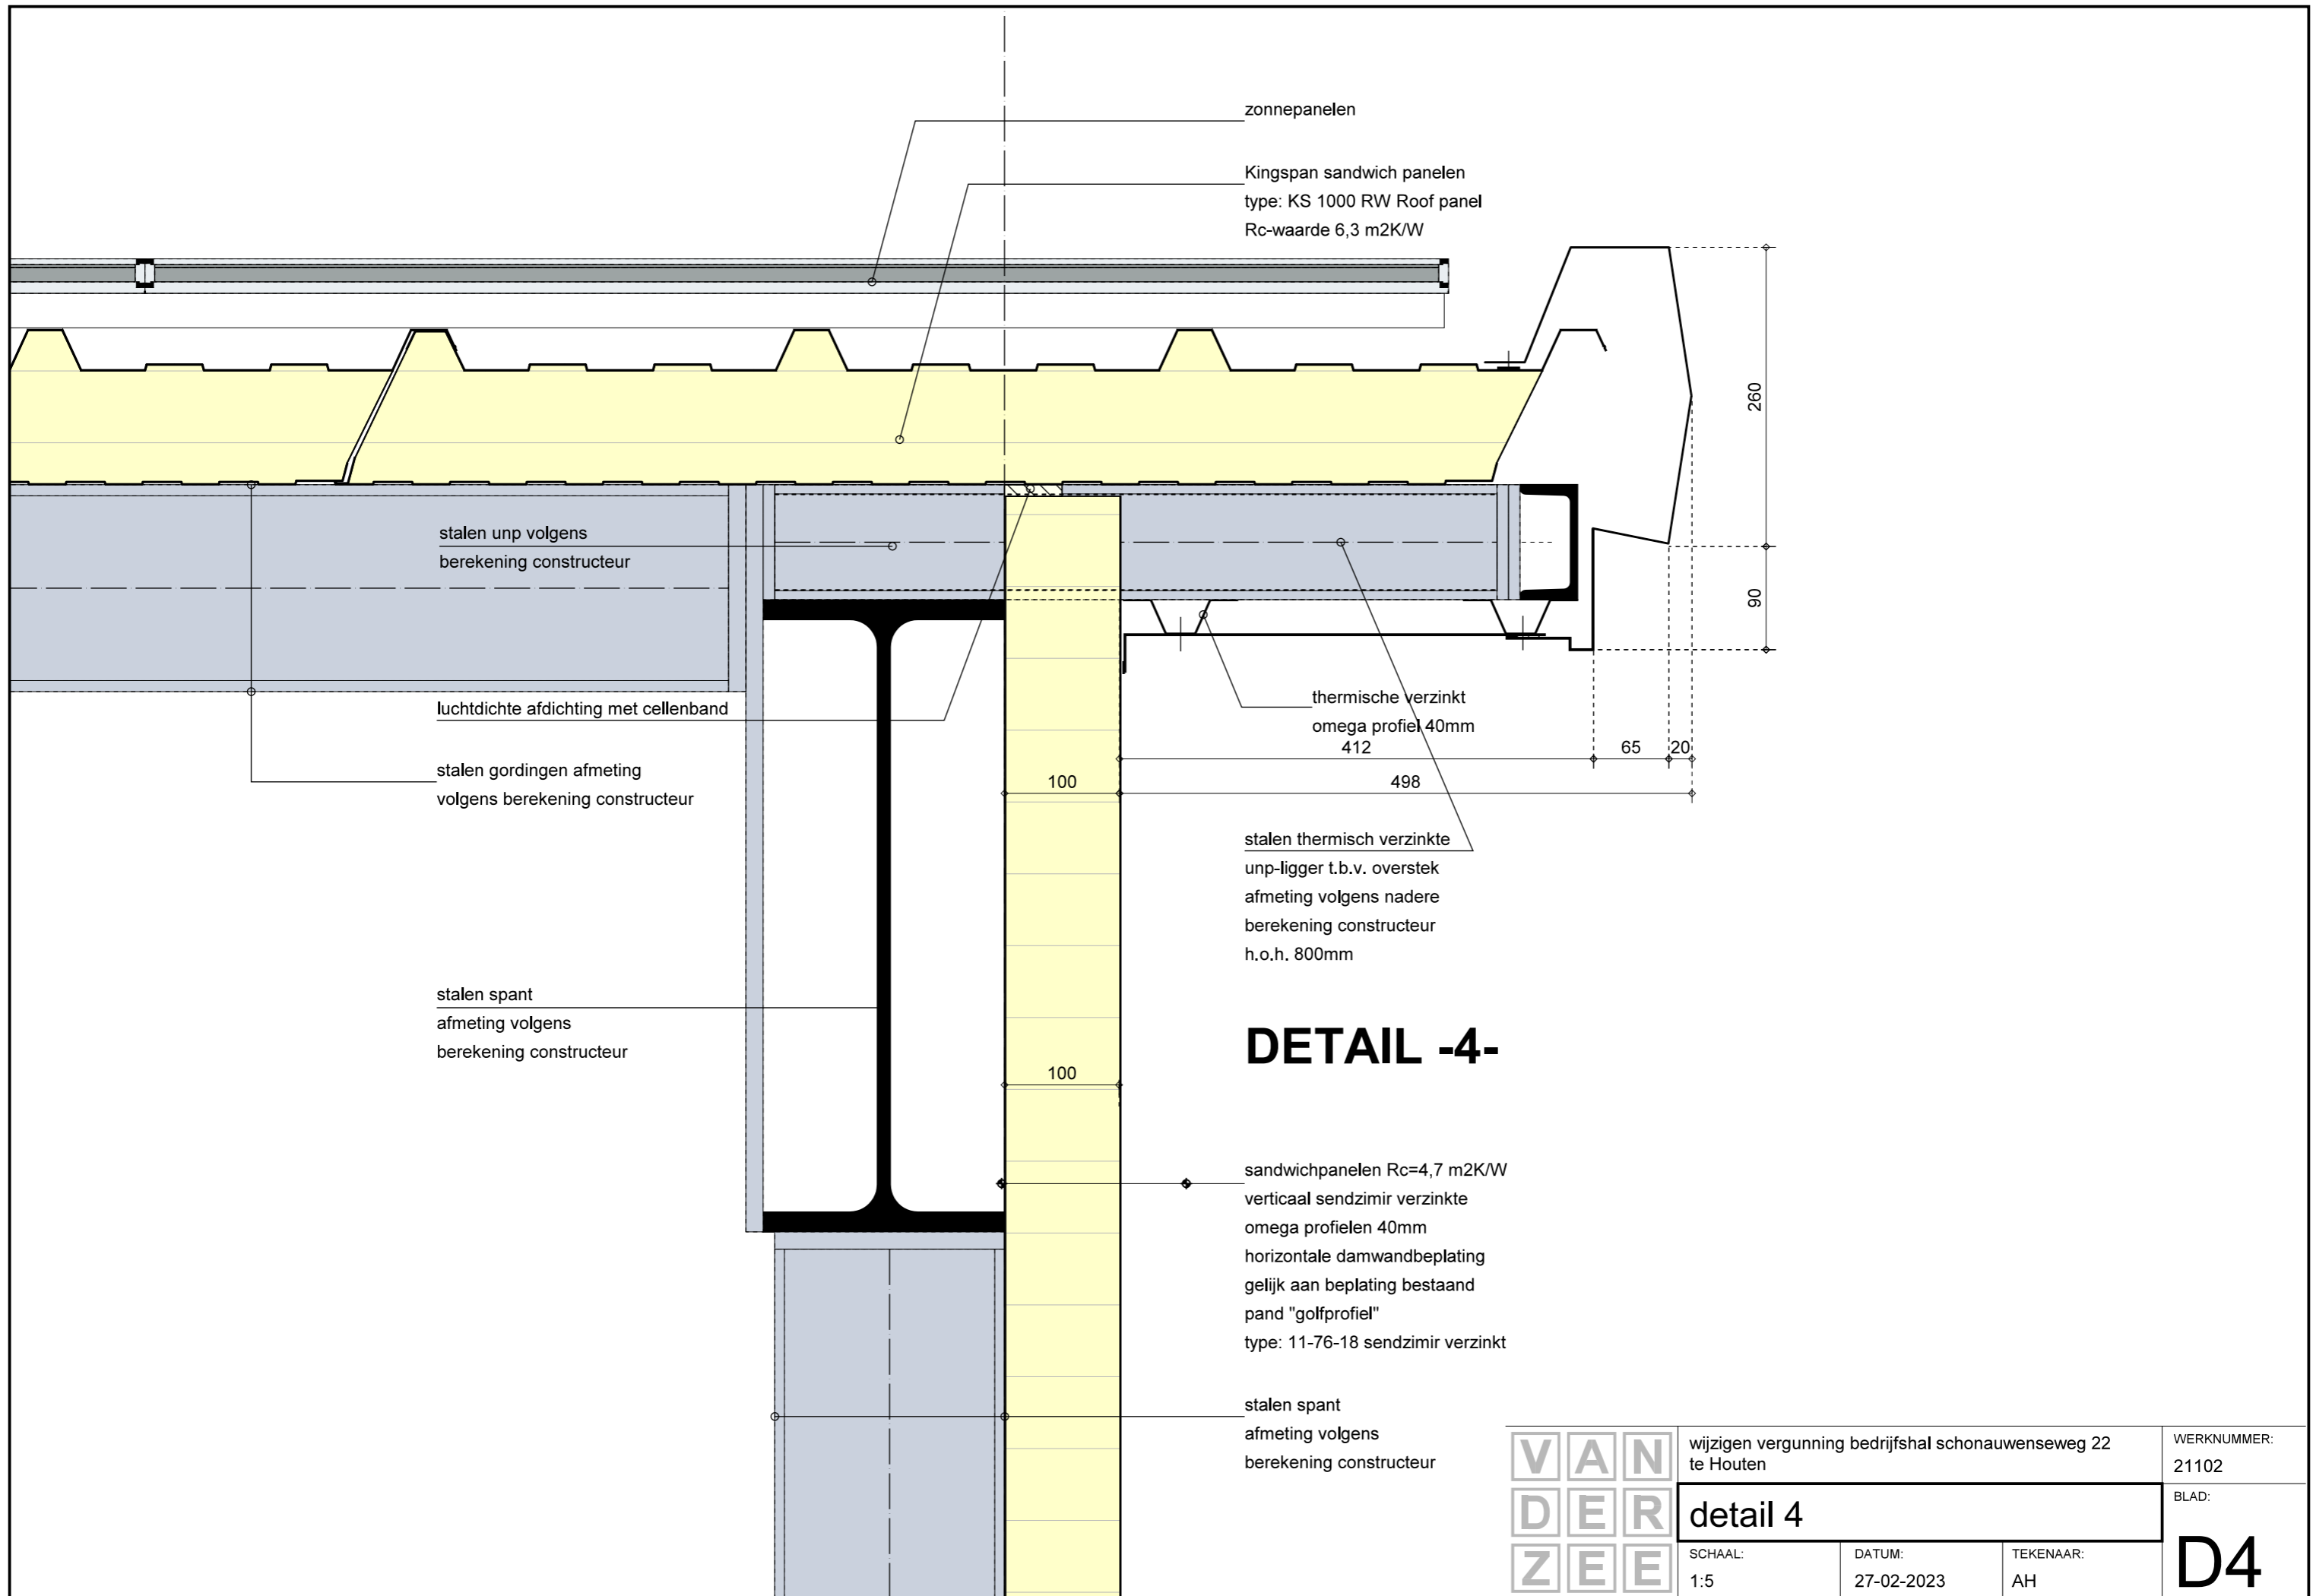 zonnepanelen
Kingspan sandwich panelen
type: KS 1000 RW Roof panel
Rc-waarde 6,3 m2K/W
260
90
stalen unp volgens
berekening constructeur
luchtdichte afdichting met cellenband
stalen gordingen afmeting
volgens berekening constructeur
thermische verzinkt
omega profiel 40mm
412
65
20
100
498
stalen thermisch verzinkte
unp-ligger t.b.v. overstek
afmeting volgens nadere
berekening constructeur
h.o.h. 800mm
stalen spant
afmeting volgens
berekening constructeur
DETAIL -4-
100
sandwichpanelen Rc=4,7 m2K/W
verticaal sendzimir verzinkte
omega profielen 40mm
horizontale damwandbeplating
gelijk aan beplating bestaand
pand "golfprofiel"
type: 11-76-18 sendzimir verzinkt
stalen spant
afmeting volgens
berekening constructeur
VAN
DER
ZEE
wijzigen vergunning bedrijfshal schonauwenseweg 22
te Houten
WERKNUMMER:
21102
detail 4
BLAD:
D4
SCHAAL:
1:5
DATUM:
27-02-2023
TEKENAAR:
AH